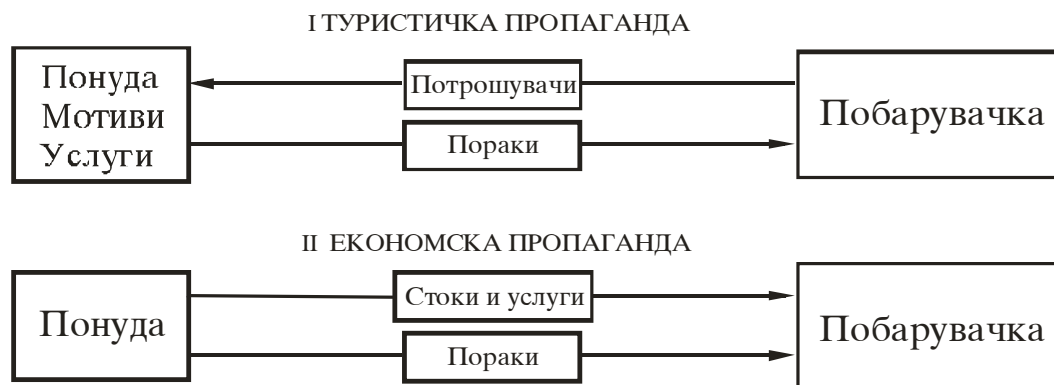 I ТУРИСТИЧКА ПРОПАГАНДА
Понуда
Мотиви
Услуги
Потрошувачи
Пораки
Побарувачка
II ЕКОНОМСКА ПРОПАГАНДА
Понуда
Стоки и услуги
Пораки
Побарувачка